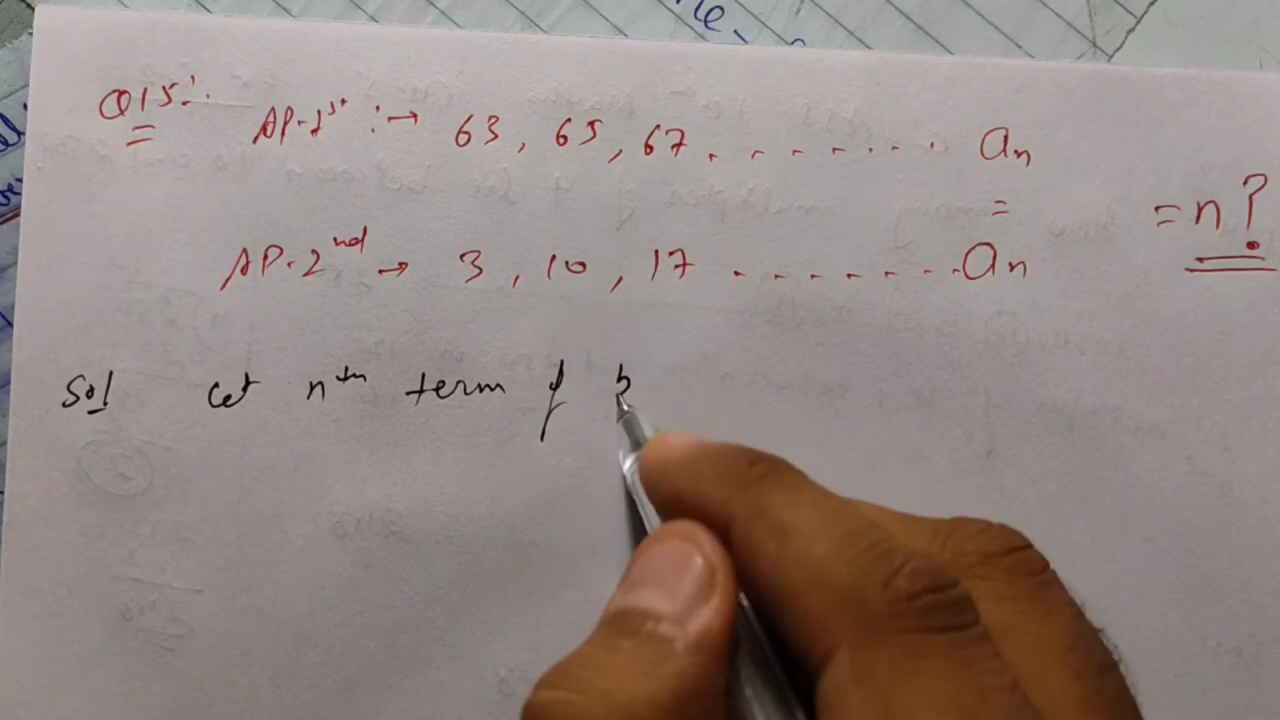 Q15:
AP-1st :→ 63, 65, 67. - - - - - . . . an
=
= n?
AP-2nd → 3, 10, 17 - - - - - - - - an
Sol Let nth term of